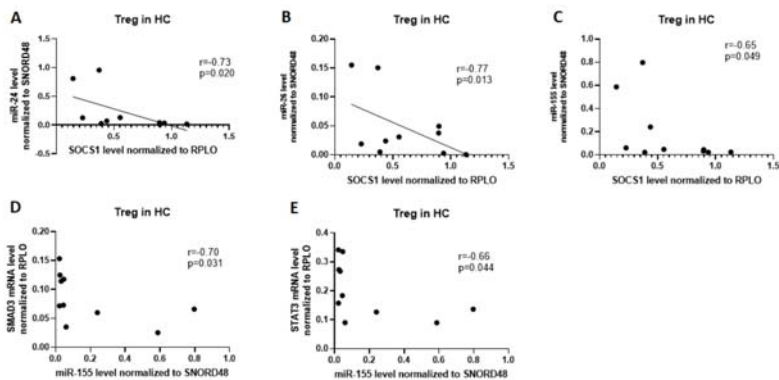 A
Treg in HC
miR-24 level
normalized to SNORD48
1.5
1.0
0.5
0.0
-0.5
0.5
1.0
1.5
r=-0.73
p=0.020
SOCS1 level normalized to RPLO
B
Treg in HC
miR-26 level
normalized to SNORD48
0.20
0.15
0.10
0.05
0.00
0.0
0.5
1.0
1.5
r=-0.77
p=0.013
SOCS1 level normalized to RPLO
C
Treg in HC
miR-155 level
normalized to SNORD48
1.0
0.8
0.6
0.4
0.2
0.0
0.0
0.5
1.0
1.5
r=-0.65
p=0.049
SOCS1 level normalized to RPLO
D
Treg in HC
SMAD3 mRNA level
normalized to RPLO
0.20
0.15
0.10
0.05
0.00
0.0
0.2
0.4
0.6
0.8
1.0
r=-0.70
p=0.031
miR-155 level normalized to SNORD48
E
Treg in HC
STAT3 mRNA level
normalized to RPLO
0.4
0.3
0.2
0.1
0.0
0.0
0.2
0.4
0.6
0.8
1.0
r=-0.66
p=0.044
miR-155 level normalized to SNORD48